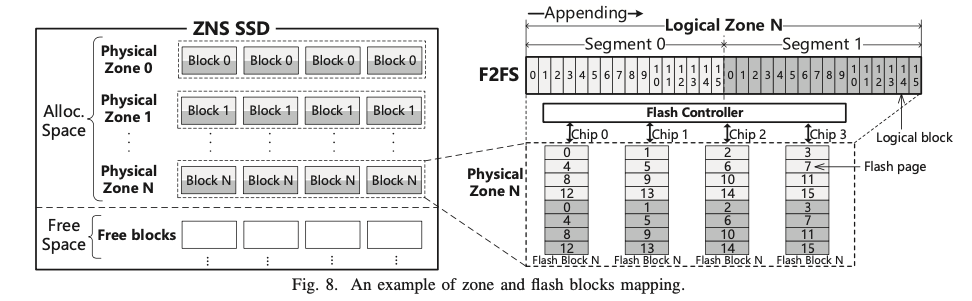 ZNS SSD
Physical Zone 0
Block 0 Block 0 Block 0 Block 0
Alloc. Space
Physical Zone 1
Block 1 Block 1 Block 1 Block 1
Physical Zone N
Block N Block N Block N Block N
Free Space
Free blocks
Appending
Logical Zone N
Segment 0 Segment 1
F2FS
0 1 2 3 4 5 6 7 8 9 10 11 12 13 14 15 0 1 2 3 4 5 6 7 8 9 10 11 12 13 14 15
Logical block
Flash Controller
Chip 0 Chip 1 Chip 2 Chip 3
Physical Zone N
0 1 2 3
4 5 6 7
8 9 10 11
12 13 14 15
0 1 2 3
4 5 6 7
8 9 10 11
12 13 14 15
Flash Block N Flash Block N Flash Block N Flash Block N
Flash page
Fig. 8. An example of zone and flash blocks mapping.